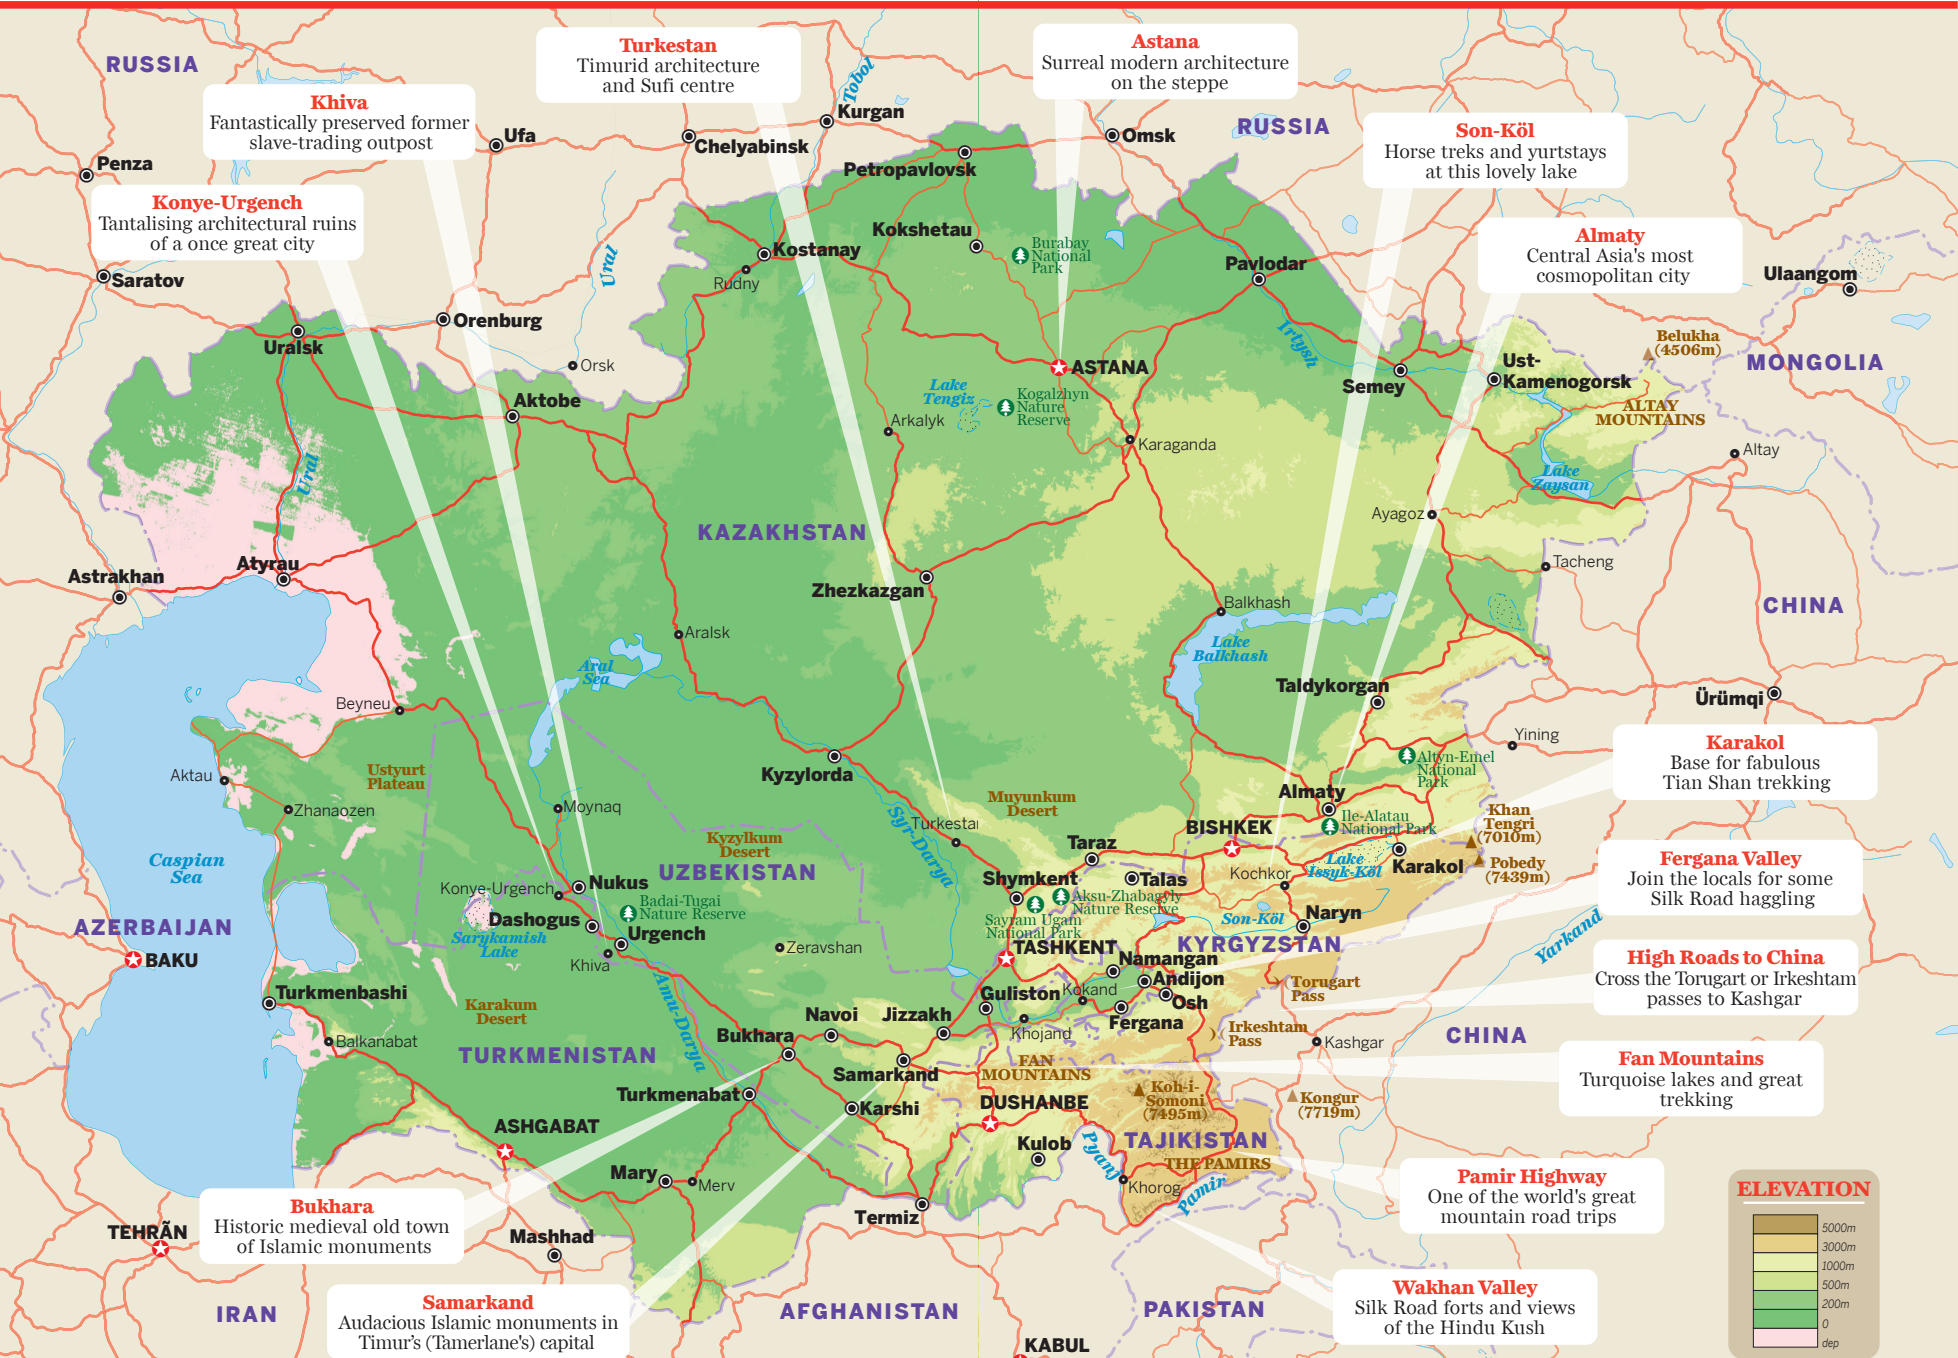 RUSSIA
Turkestan
Timurid architecture
and Sufi centre
Astana
Surreal modern architecture
on the steppe
Khiva
Fantastically preserved former
slave-trading outpost
Tobol
Kurgan
Ufa
Chelyabinsk
Omsk
RUSSIA
Son-Köl
Horse treks and yurtstays
at this lovely lake
Penza
Petropavlovsk
Konye-Urgench
Tantalising architectural ruins
of a once great city
Almaty
Central Asia's most
cosmopolitan city
Kokshetau
Burabay
National
Park
Kostanay
Rudny
Ural
Pavlodar
Ulaangom
Saratov
Orenburg
Uralsk
Orsk
Irtysh
Belukha
(4506m)
MONGOLIA
ASTANA
Ust-
Kamenogorsk
Semey
Lake
Tengiz
Kogalzhyn
Nature
Reserve
ALTAY
MOUNTAINS
Aktobe
Arkalyk
Karaganda
Altay
Ural
Lake
Zaysan
Ayagoz
KAZAKHSTAN
Atyrau
Astrakhan
Zhezkazgan
Tacheng
Balkhash
CHINA
Aralsk
Lake
Balkhash
Aral
Sea
Taldykorgan
Ürümqi
Beyneu
Yining
Karakol
Base for fabulous
Tian Shan trekking
Altyn-Emel
National
Park
Aktau
Ustyurt
Plateau
Kyzylorda
Almaty
Zhanaozen
Moynaq
Muyunkum
Desert
Khan
Tengri
(7010m)
Ile-Alatau
National Park
Turkestan
BISHKEK
Syr-Darya
Kyzylkum
Desert
Taraz
Caspian
Sea
UZBEKISTAN
Lake
Issyk-Köl
Karakol
Pobedy
(7439m)
Fergana Valley
Join the locals for some
Silk Road haggling
Kochkor
Shymkent
Talas
Konye-Urgench
Nukus
Badai-Tugai
Nature Reserve
Aksu-Zhabagyly
Nature Reserve
Sayram Ugam
National Park
Son-Köl
Naryn
Dashogus
Urgench
AZERBAIJAN
Sarykamish
Lake
Zeravshan
TASHKENT
KYRGYZSTAN
Yarkand
BAKU
Khiva
Namangan
Andijon
High Roads to China
Cross the Torugart or Irkeshtam
passes to Kashgar
Turkmenbashi
Amu-Darya
Guliston
Kokand
Osh
Torugart
Pass
Karakum
Desert
Navoi
Jizzakh
Khojand
Fergana
Irkeshtam
Pass
Kashgar
CHINA
Bukhara
Balkanabat
TURKMENISTAN
Samarkand
FAN
MOUNTAINS
Fan Mountains
Turquoise lakes and great
trekking
Turkmenabat
Karshi
DUSHANBE
Koh-i-
Somoni
(7495m)
Kongur
(7719m)
ASHGABAT
Kulob
Pyanj
TAJIKISTAN
THE PAMIRS
Mary
Merv
Khorog
Pamir
Pamir Highway
One of the world's great
mountain road trips
Bukhara
Historic medieval old town
of Islamic monuments
Termiz
TEHRÃN
Mashhad
ELEVATION
5000m
3000m
1000m
500m
200m
0
dep
Samarkand
Audacious Islamic monuments in
Timur's (Tamerlane's) capital
IRAN
AFGHANISTAN
PAKISTAN
Wakhan Valley
Silk Road forts and views
of the Hindu Kush
KABUL